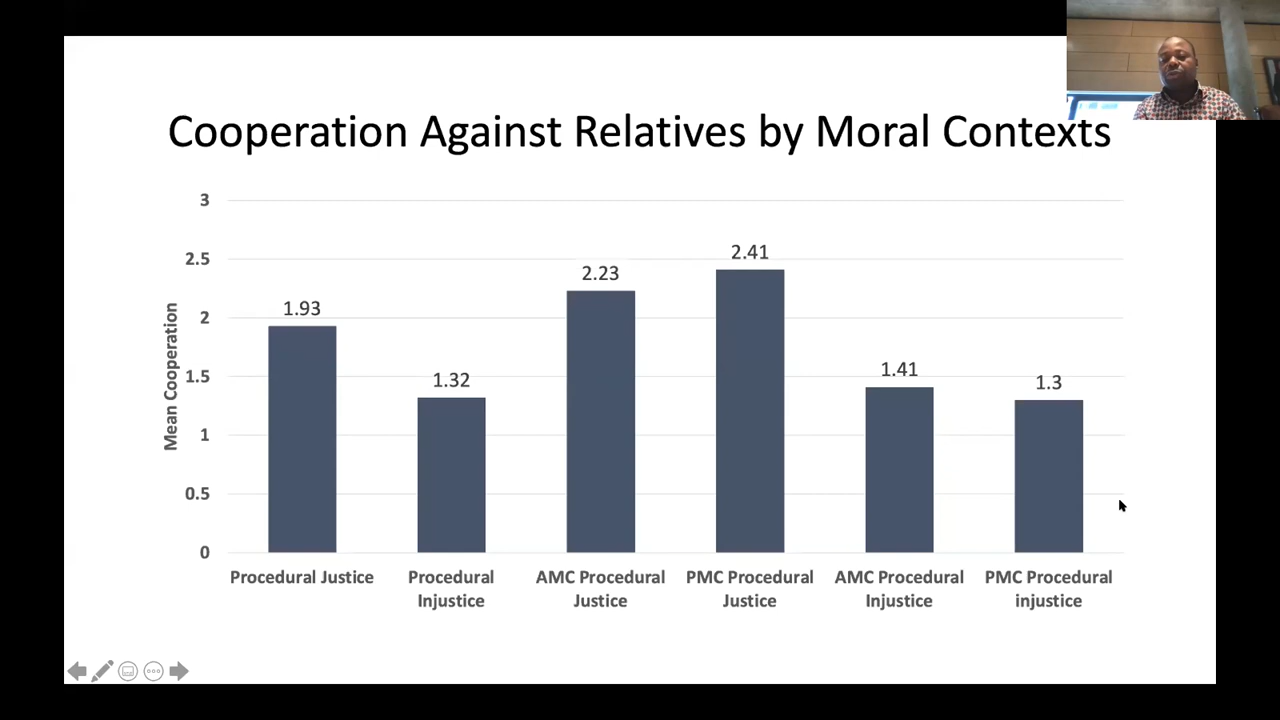 Cooperation Against Relatives by Moral Contexts
3
2.5
2
1.5
1
0.5
0
Mean Cooperation
1.93
1.32
2.23
2.41
1.41
1.3
Procedural Justice
Procedural
Injustice
AMC Procedural
Justice
PMC Procedural
Justice
AMC Procedural
Injustice
PMC Procedural
injustice